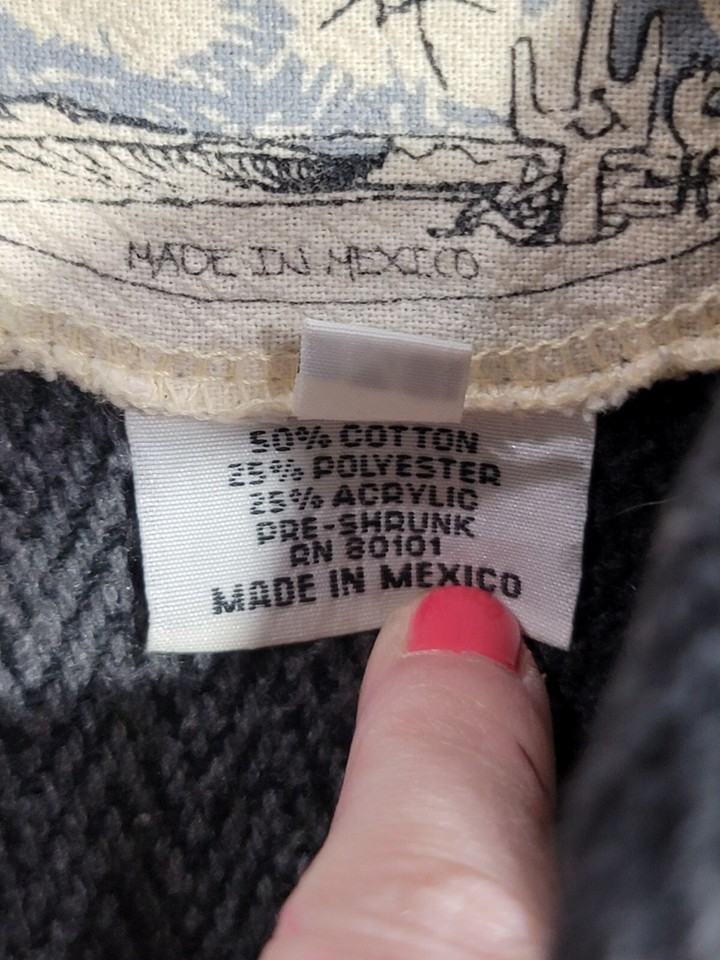 MADE IN MEXICO
50% COTTON
25% POLYESTER
25% ACRYLIC
PRE-SHRUNK
RN 80101
MADE IN MEXICO